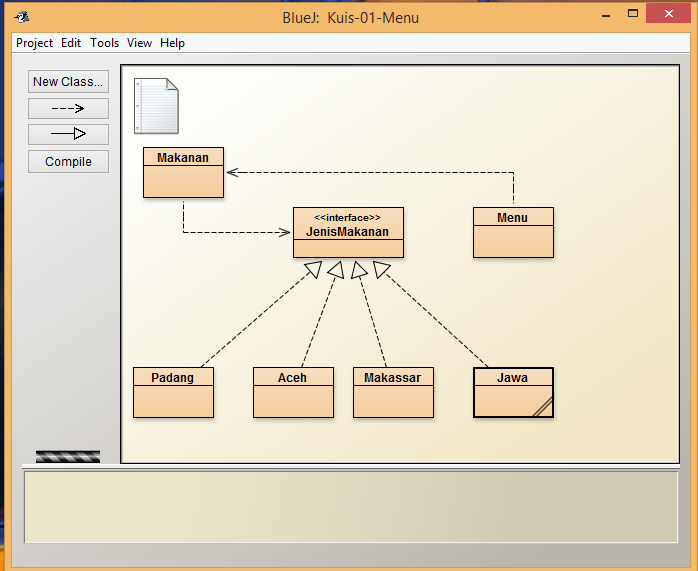 BlueJ: Kuis-01-Menu
Project Edit Tools View Help
New Class...
Compile
Makanan
<<interface>>
JenisMakanan
Menu
Padang
Aceh
Makassar
Jawa